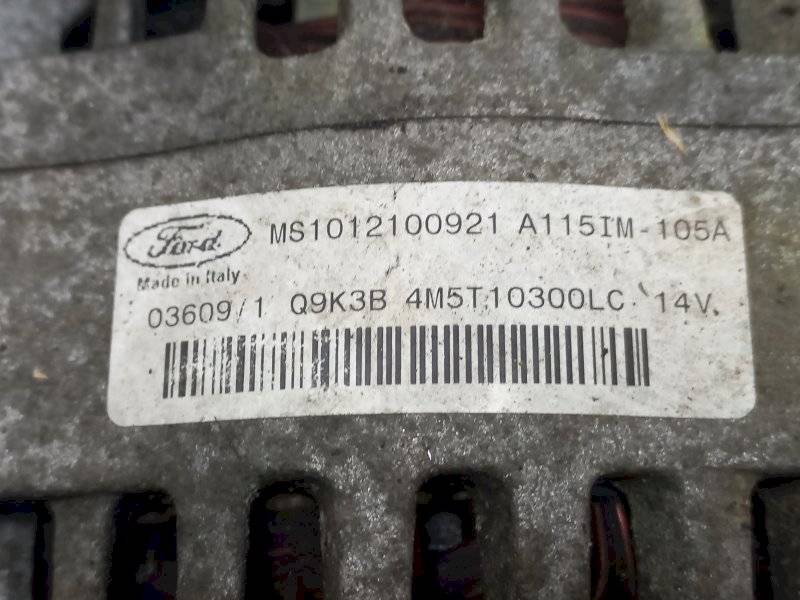 Ford MS1012100921 A115IM-105A
Made in Italy
03609/1 Q9K3B 4M5T10300LC 14V.